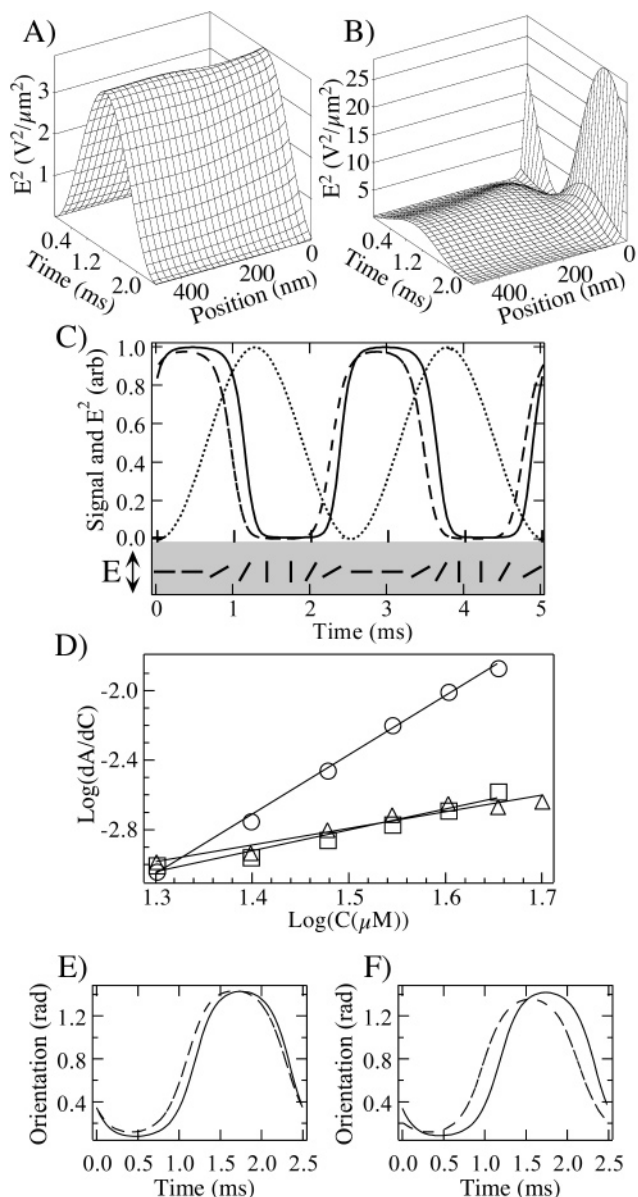 A)
B)
E² (V²/μm²)
3
2
1
0.4
1.2
2.0
Time (ms)
400
200
0
Position (nm)
E² (V²/μm²)
25
20
15
10
5
0.4
1.2
2.0
Time (ms)
400
200
0
Position (nm)
C)
Signal and E² (arb)
1.0
0.8
0.6
0.4
0.2
0.0
E
0 1 2 3 4 5
Time (ms)
D)
Log(dA/dC)
-2.0
-2.4
-2.8
1.3 1.4 1.5 1.6 1.7
Log(C(μM))
E)
Orientation (rad)
1.2
0.8
0.4
0.0 0.5 1.0 1.5 2.0 2.5
Time (ms)
F)
Orientation (rad)
1.2
0.8
0.4
0.0 0.5 1.0 1.5 2.0 2.5
Time (ms)